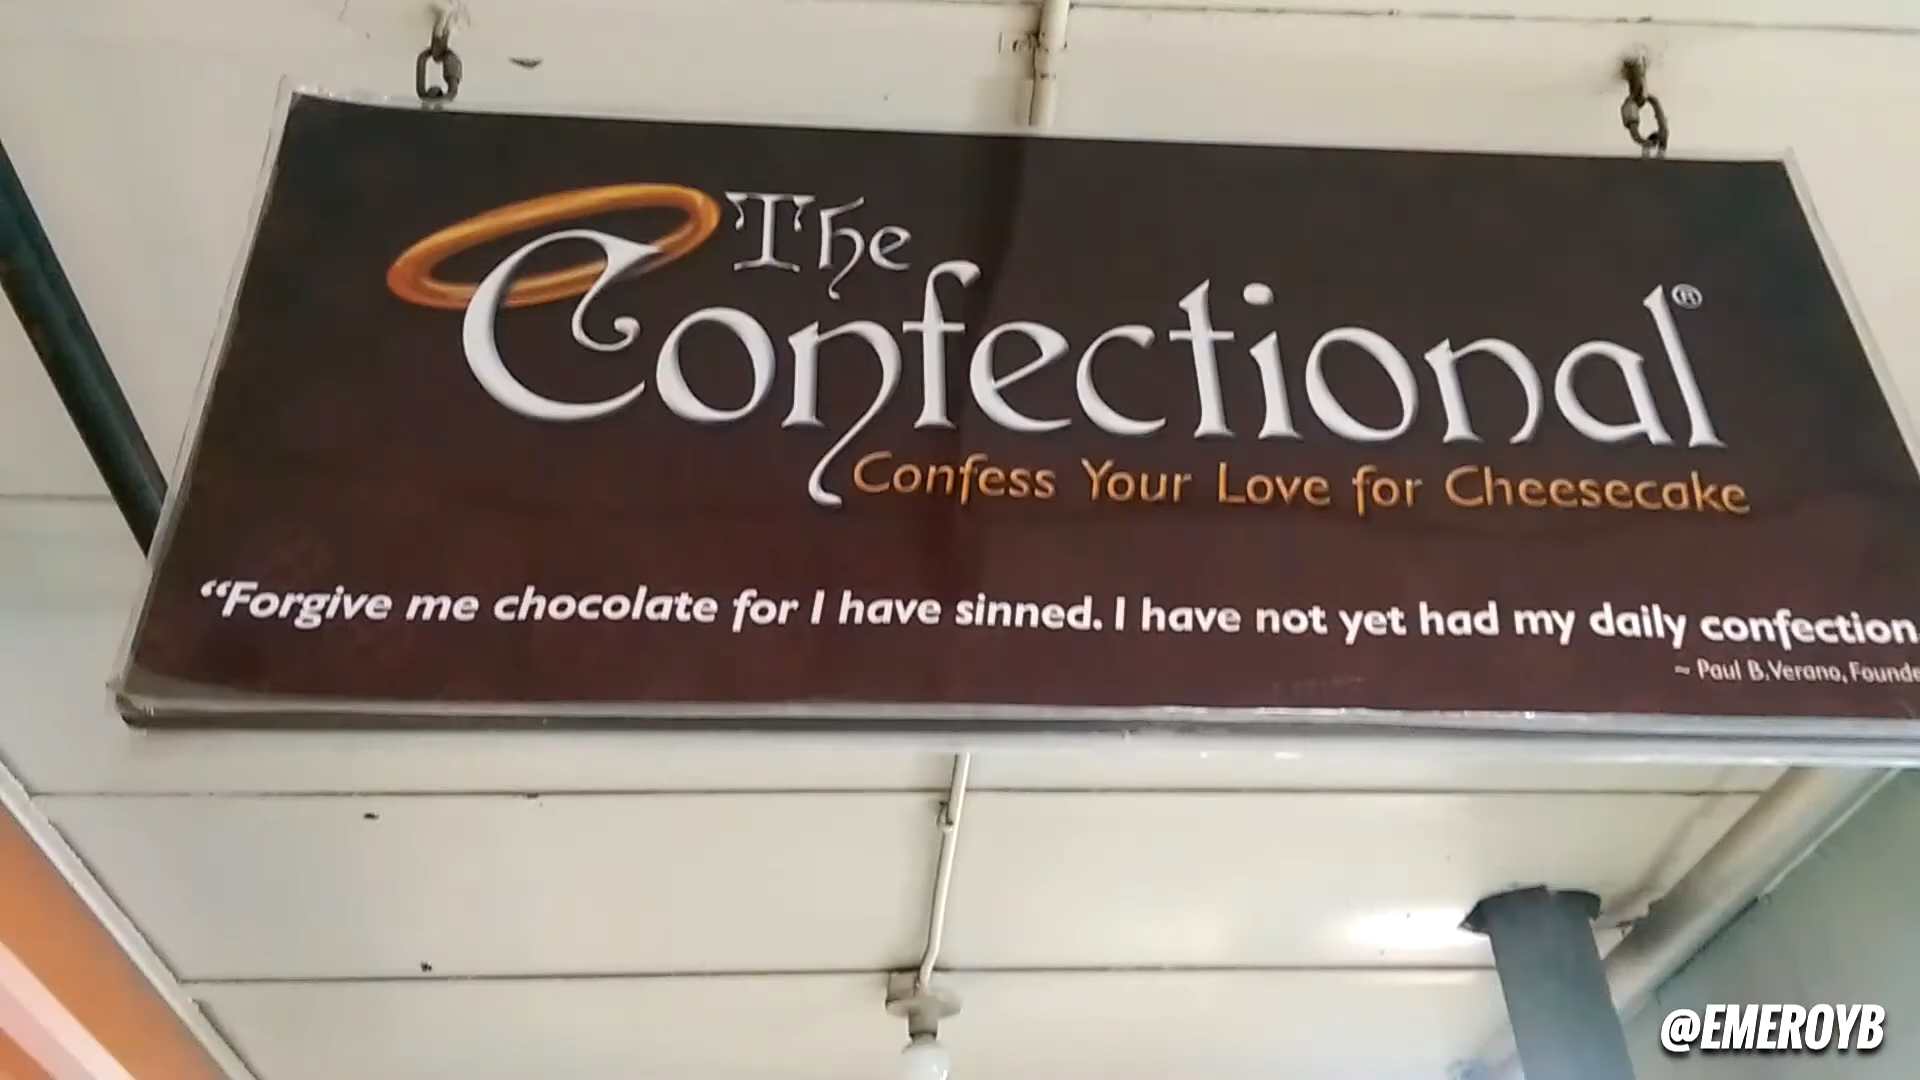 The
Confectional®
Confess Your Love for Cheesecake
“Forgive me chocolate for I have sinned. I have not yet had my daily confection
~ Paul B. Verano, Founde
@EMEROYB